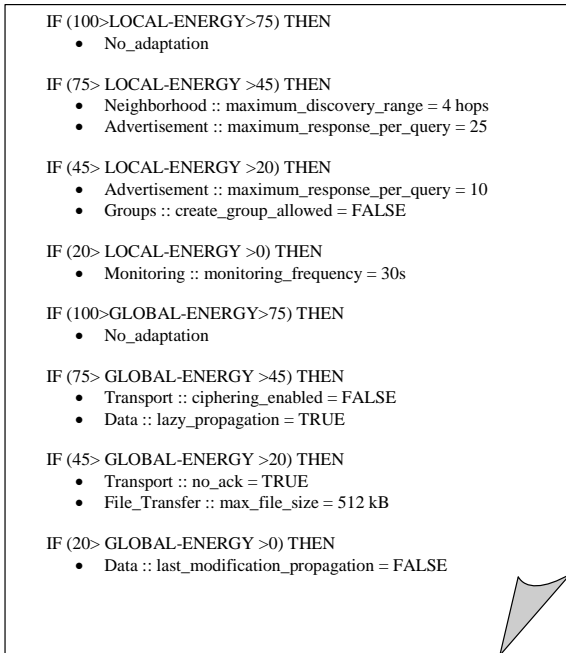 IF (100>LOCAL-ENERGY>75) THEN
• No_adaptation
IF (75> LOCAL-ENERGY >45) THEN
• Neighborhood :: maximum_discovery_range = 4 hops
• Advertisement :: maximum_response_per_query = 25
IF (45> LOCAL-ENERGY >20) THEN
• Advertisement :: maximum_response_per_query = 10
• Groups :: create_group_allowed = FALSE
IF (20> LOCAL-ENERGY >0) THEN
• Monitoring :: monitoring_frequency = 30s
IF (100>GLOBAL-ENERGY>75) THEN
• No_adaptation
IF (75> GLOBAL-ENERGY >45) THEN
• Transport :: ciphering_enabled = FALSE
• Data :: lazy_propagation = TRUE
IF (45> GLOBAL-ENERGY >20) THEN
• Transport :: no_ack = TRUE
• File_Transfer :: max_file_size = 512 kB
IF (20> GLOBAL-ENERGY >0) THEN
• Data :: last_modification_propagation = FALSE